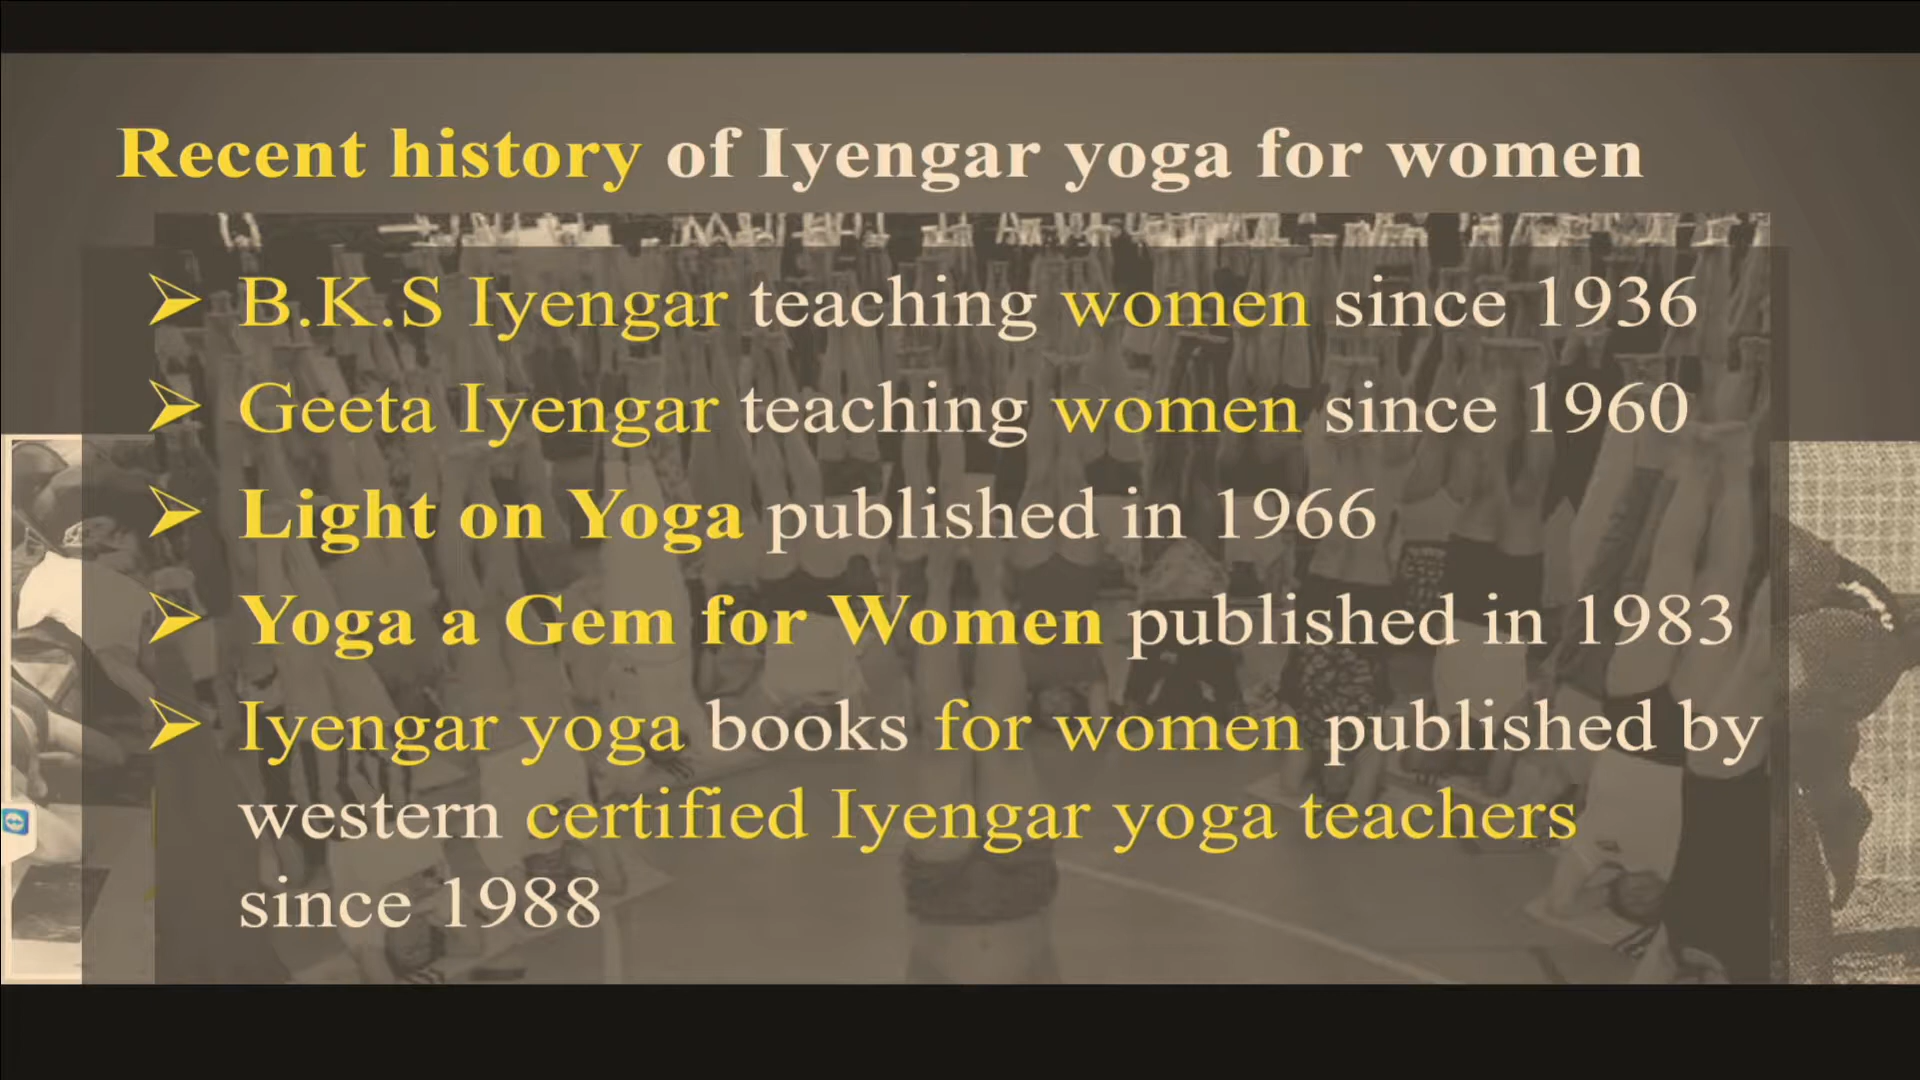 Recent history of Iyengar yoga for women
➢ B.K.S Iyengar teaching women since 1936
➢ Geeta Iyengar teaching women since 1960
➢ Light on Yoga published in 1966
➢ Yoga a Gem for Women published in 1983
➢ Iyengar yoga books for women published by
western certified Iyengar yoga teachers
since 1988